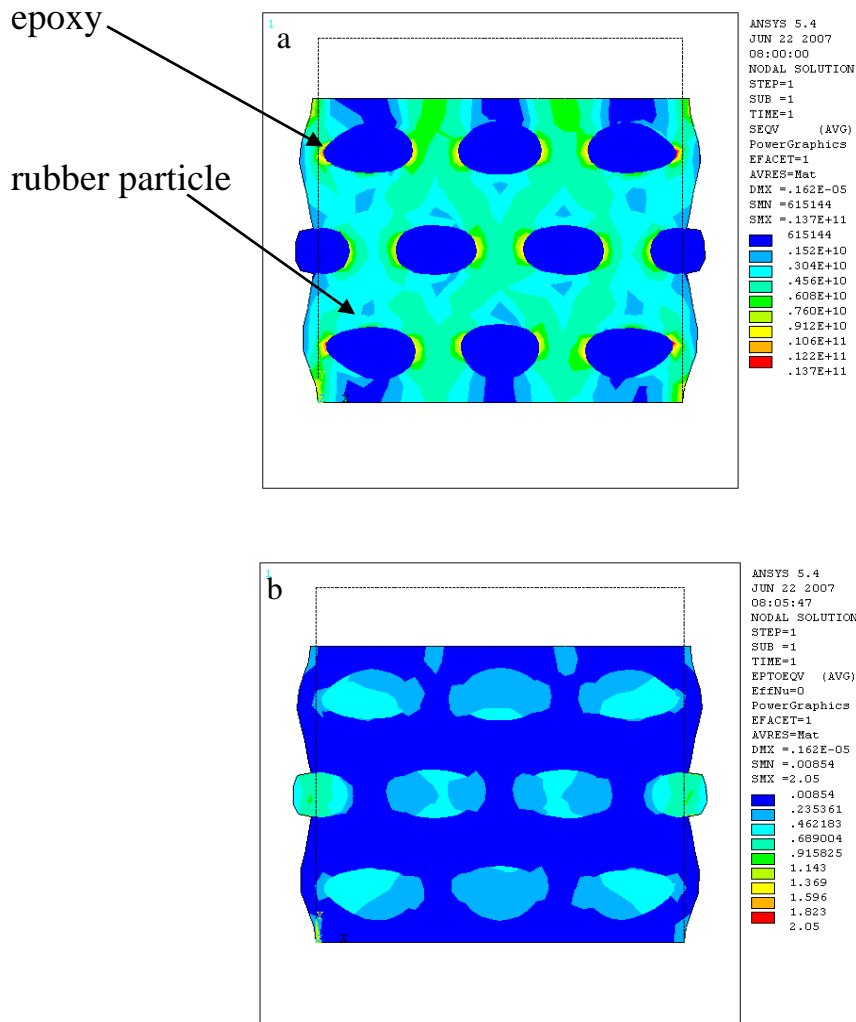 epoxy
rubber particle
1
a
ANSYS 5.4
JUN 22 2007
08:00:00
NODAL SOLUTION
STEP=1
SUB =1
TIME=1
SEQV (AVG)
PowerGraphics
EFACET=1
AVRES=Mat
DMX =.162E-05
SMN =615144
SMX =.137E+11
615144
.152E+10
.304E+10
.456E+10
.608E+10
.760E+10
.912E+10
.106E+11
.122E+11
.137E+11
1
b
ANSYS 5.4
JUN 22 2007
08:05:47
NODAL SOLUTION
STEP=1
SUB =1
TIME=1
EPTOEQV (AVG)
EffNu=0
PowerGraphics
EFACET=1
AVRES=Mat
DMX =.162E-05
SMN =.00854
SMX =2.05
.00854
.235361
.462183
.689004
.915825
1.143
1.369
1.596
1.823
2.05